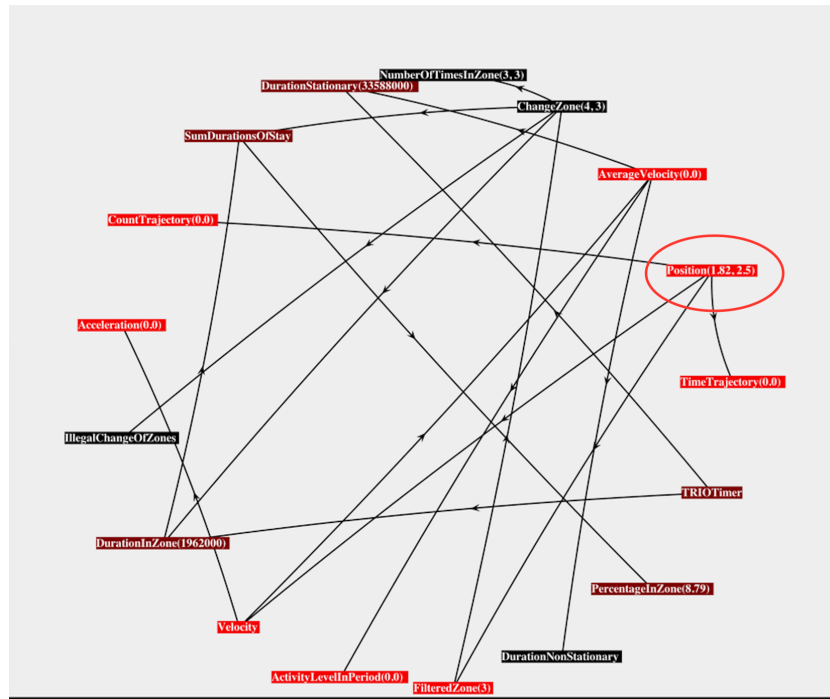 NumberOfTimesInZone(3, 3)
DurationStationary(33588000)
ChangeZone(4, 3)
SumDurationsOfStay
AverageVelocity(0.0)
CountTrajectory(0.0)
Position(1.82, 2.5)
Acceleration(0.0)
TimeTrajectory(0.0)
IllegalChangeOfZones
TRIOTimer
DurationInZone(1962000)
PercentageInZone(8.79)
Velocity
DurationNonStationary
ActivityLevelInPeriod(0.0)
FilteredZone(3)